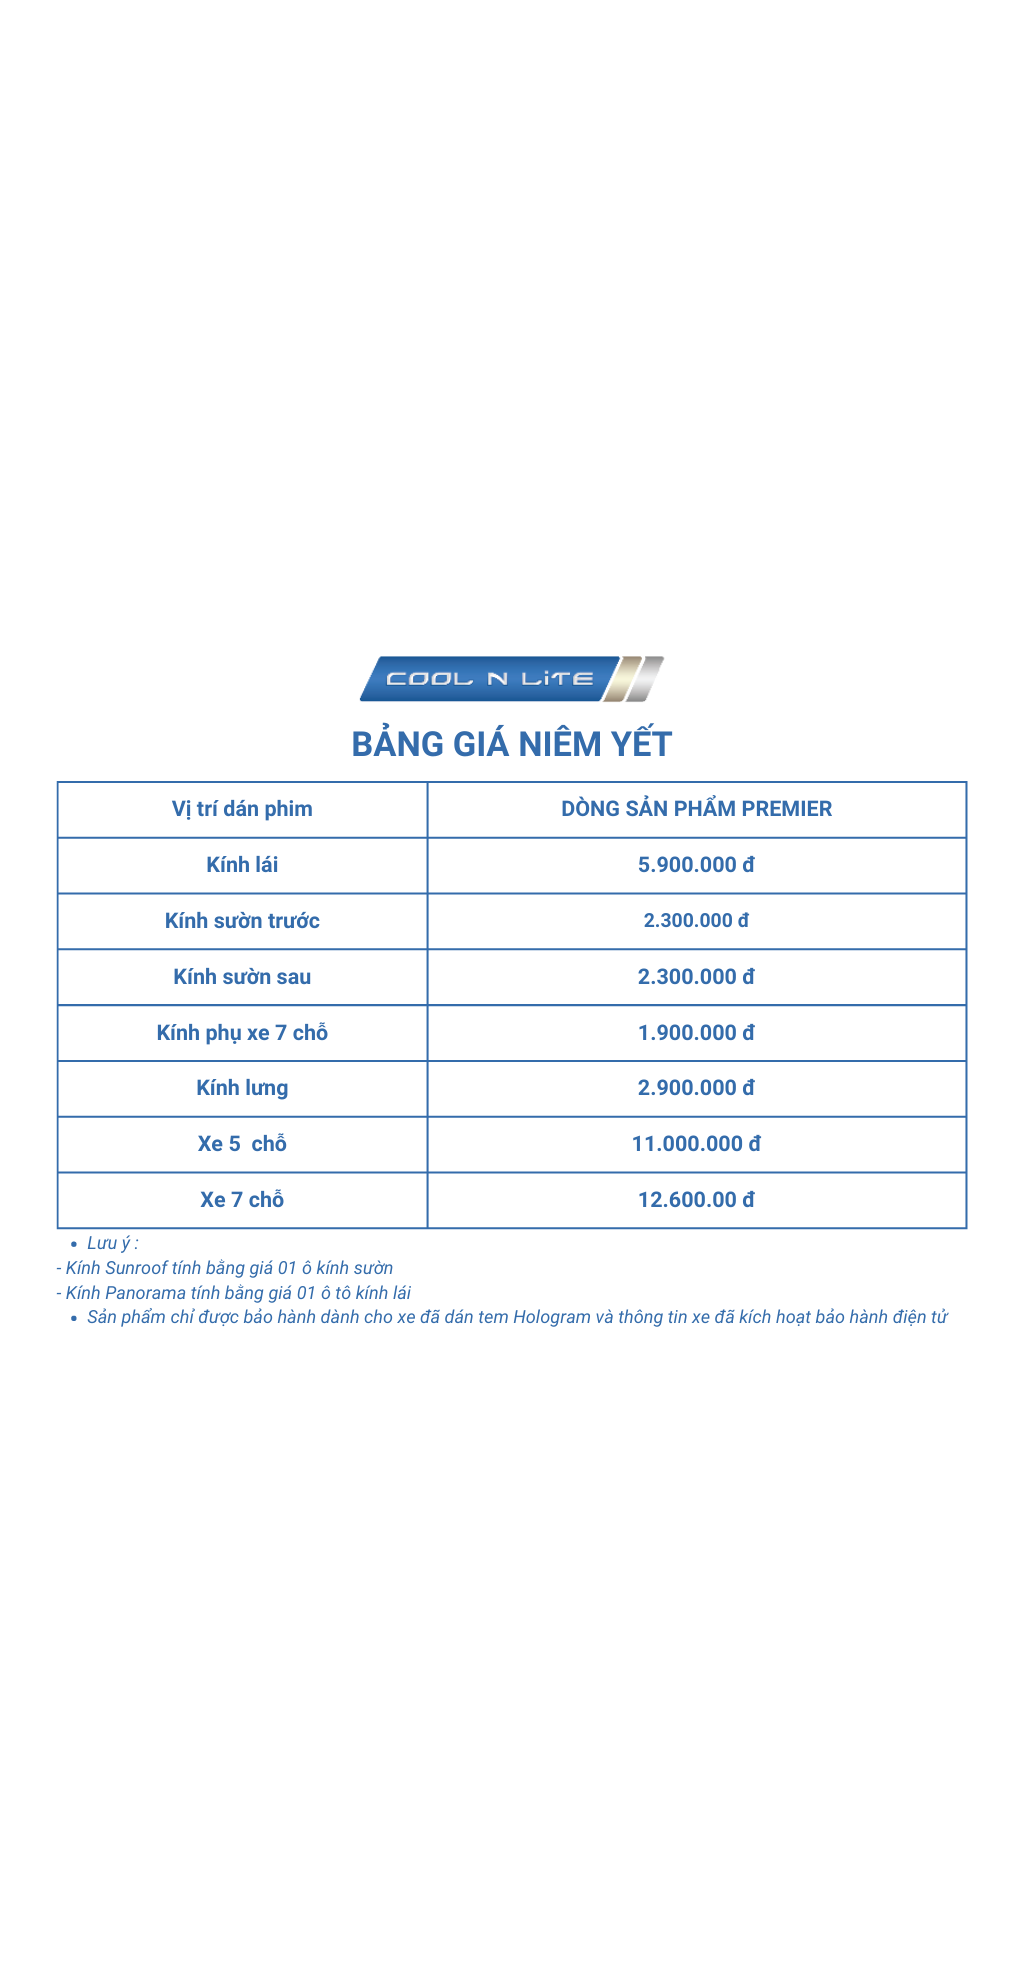 COOL N LiTE
BẢNG GIÁ NIÊM YẾT
Vị trí dán phim DÒNG SẢN PHẨM PREMIER
Kính lái 5.900.000 đ
Kính sườn trước 2.300.000 đ
Kính sườn sau 2.300.000 đ
Kính phụ xe 7 chỗ 1.900.000 đ
Kính lưng 2.900.000 đ
Xe 5  chỗ 11.000.000 đ
Xe 7 chỗ 12.600.00 đ
• Lưu ý :
- Kính Sunroof tính bằng giá 01 ô kính sườn
- Kính Panorama tính bằng giá 01 ô tô kính lái
• Sản phẩm chỉ được bảo hành dành cho xe đã dán tem Hologram và thông tin xe đã kích hoạt bảo hành điện tử